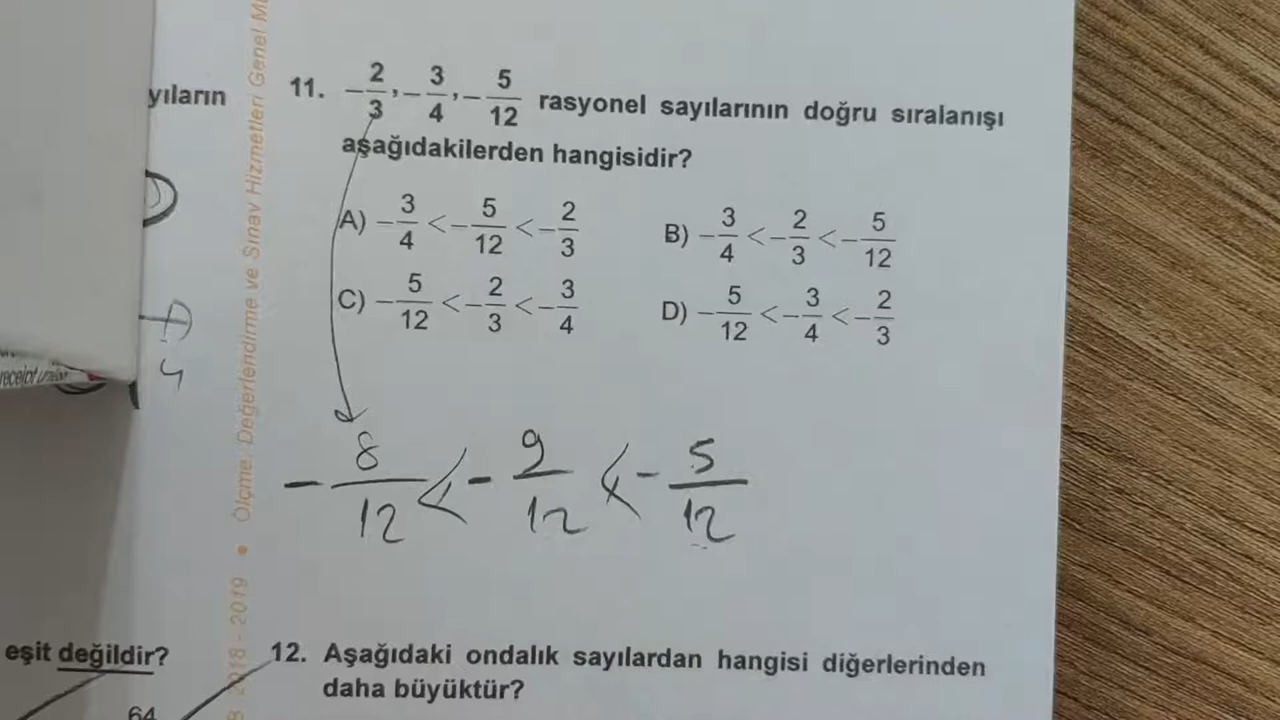 yıların
11. -2/3, -3/4, -5/12 rasyonel sayılarının doğru sıralanışı
aşağıdakilerden hangisidir?
A) -3/4 < -5/12 < -2/3
B) -3/4 < -2/3 < -5/12
C) -5/12 < -2/3 < -3/4
D) -5/12 < -3/4 < -2/3
-8/12 < -9/12 < -5/12
4
eşit değildir?
64
2018 - 2019 • Ölçme, Değerlendirme ve Sınav Hizmetleri Genel
12. Aşağıdaki ondalık sayılardan hangisi diğerlerinden
daha büyüktür?